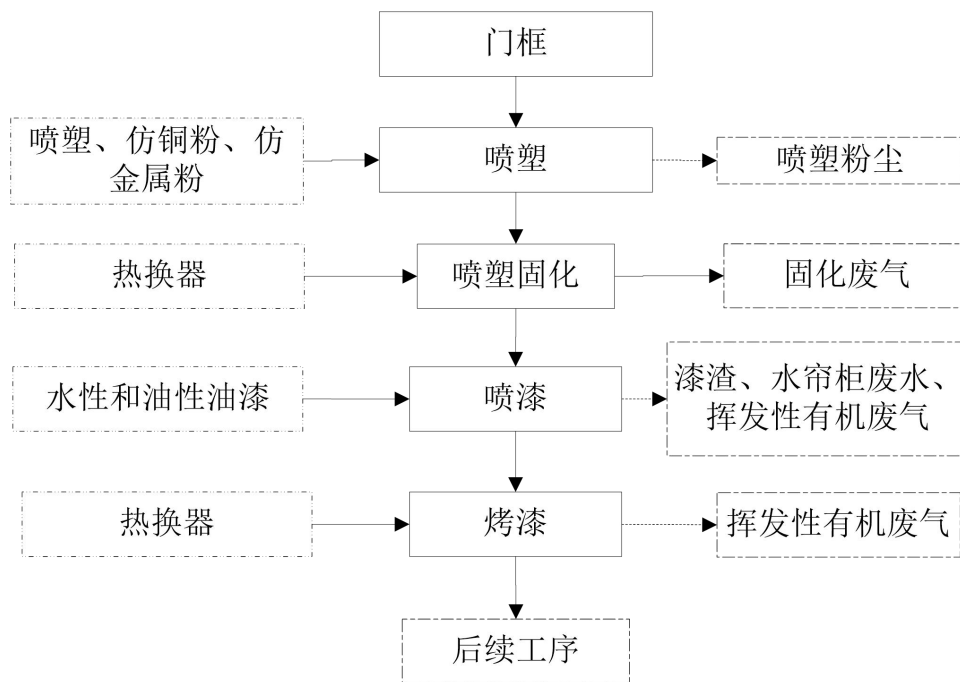 门框
喷塑、仿铜粉、仿
金属粉
喷塑
喷塑粉尘
热换器
喷塑固化
固化废气
水性和油性油漆
喷漆
漆渣、水帘柜废水、
挥发性有机废气
热换器
烤漆
挥发性有机废气
后续工序